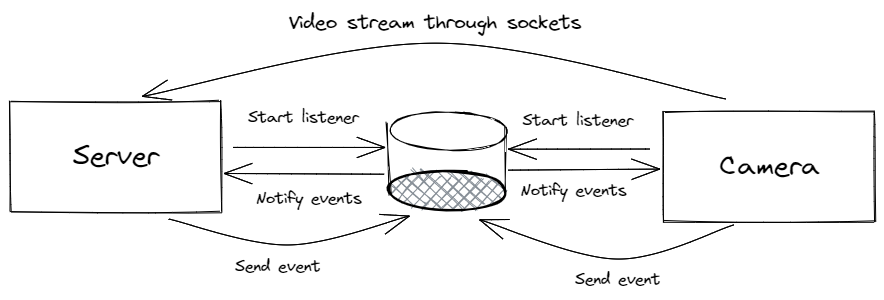 Video stream through sockets
Start listener
Start listener
Server
Camera
Notify events
Notify events
Send event
Send event